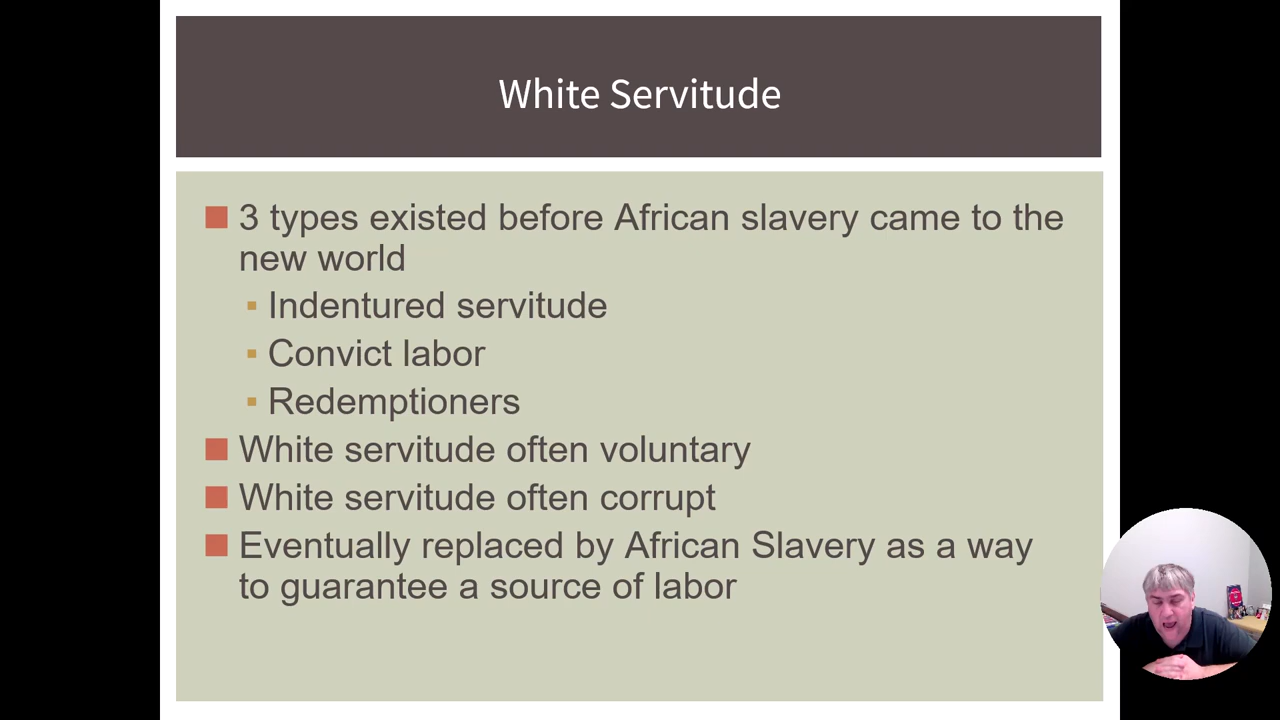 White Servitude
3 types existed before African slavery came to the
new world
Indentured servitude
Convict labor
Redemptioners
White servitude often voluntary
White servitude often corrupt
Eventually replaced by African Slavery as a way
to guarantee a source of labor